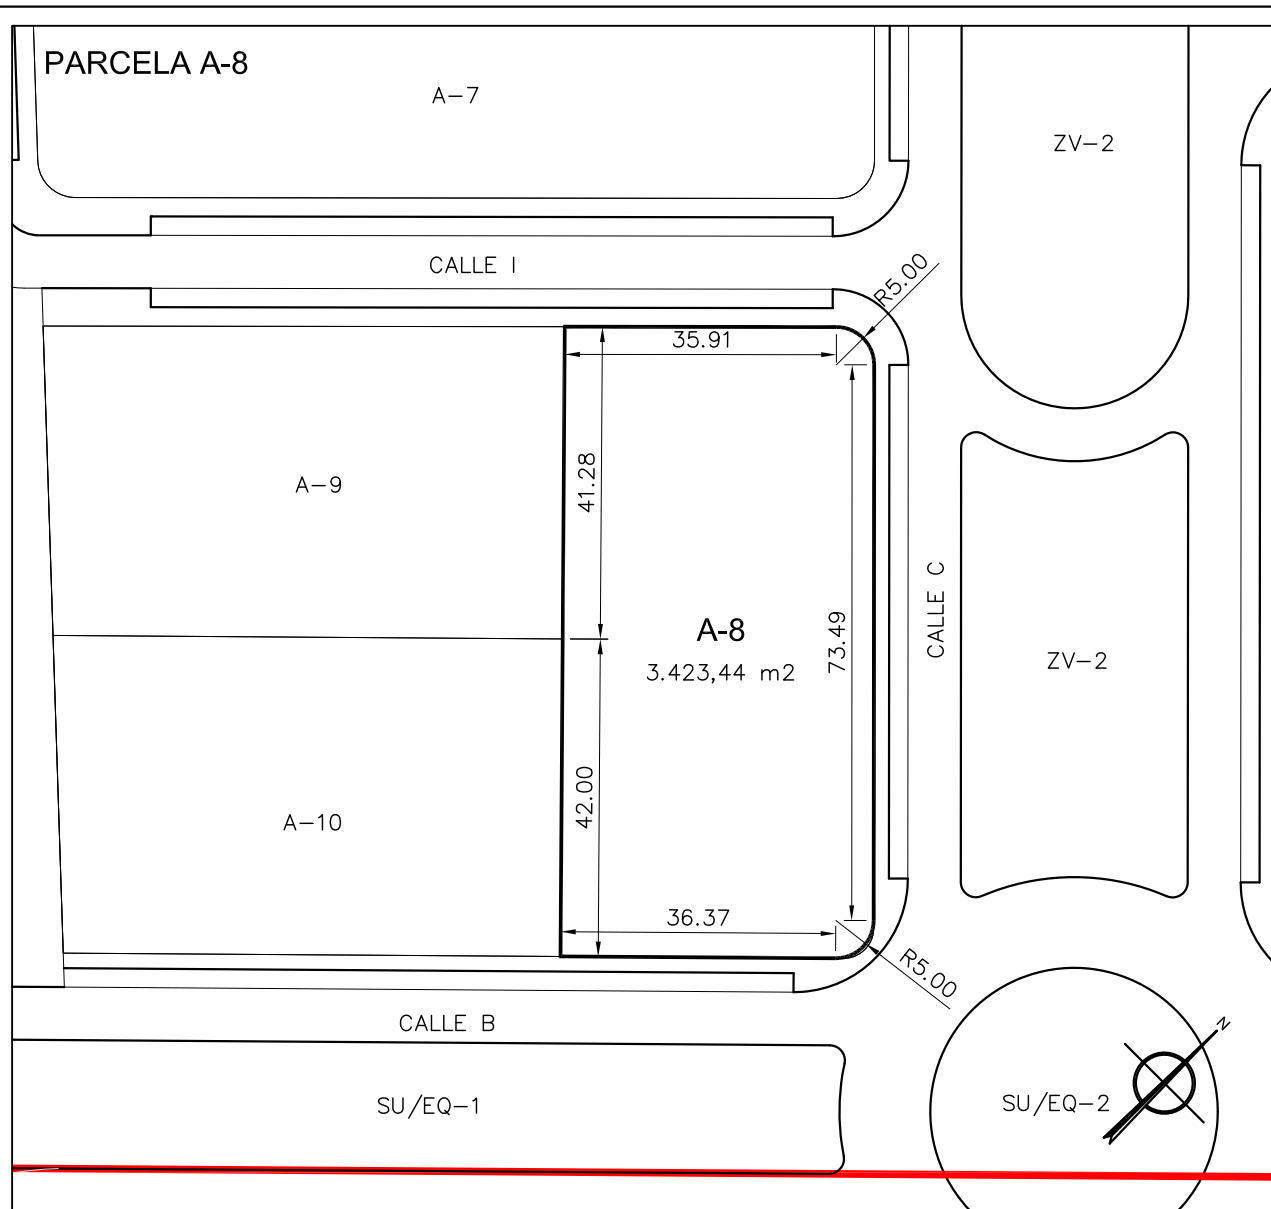 PARCELA A-8
A-7
ZV-2
CALLE I
R5.00
35.91
41.28
A-9
CALLE C
A-8
73.49
3.423,44 m2
ZV-2
42.00
A-10
36.37
R5.00
CALLE B
N
SU/EQ-1
SU/EQ-2